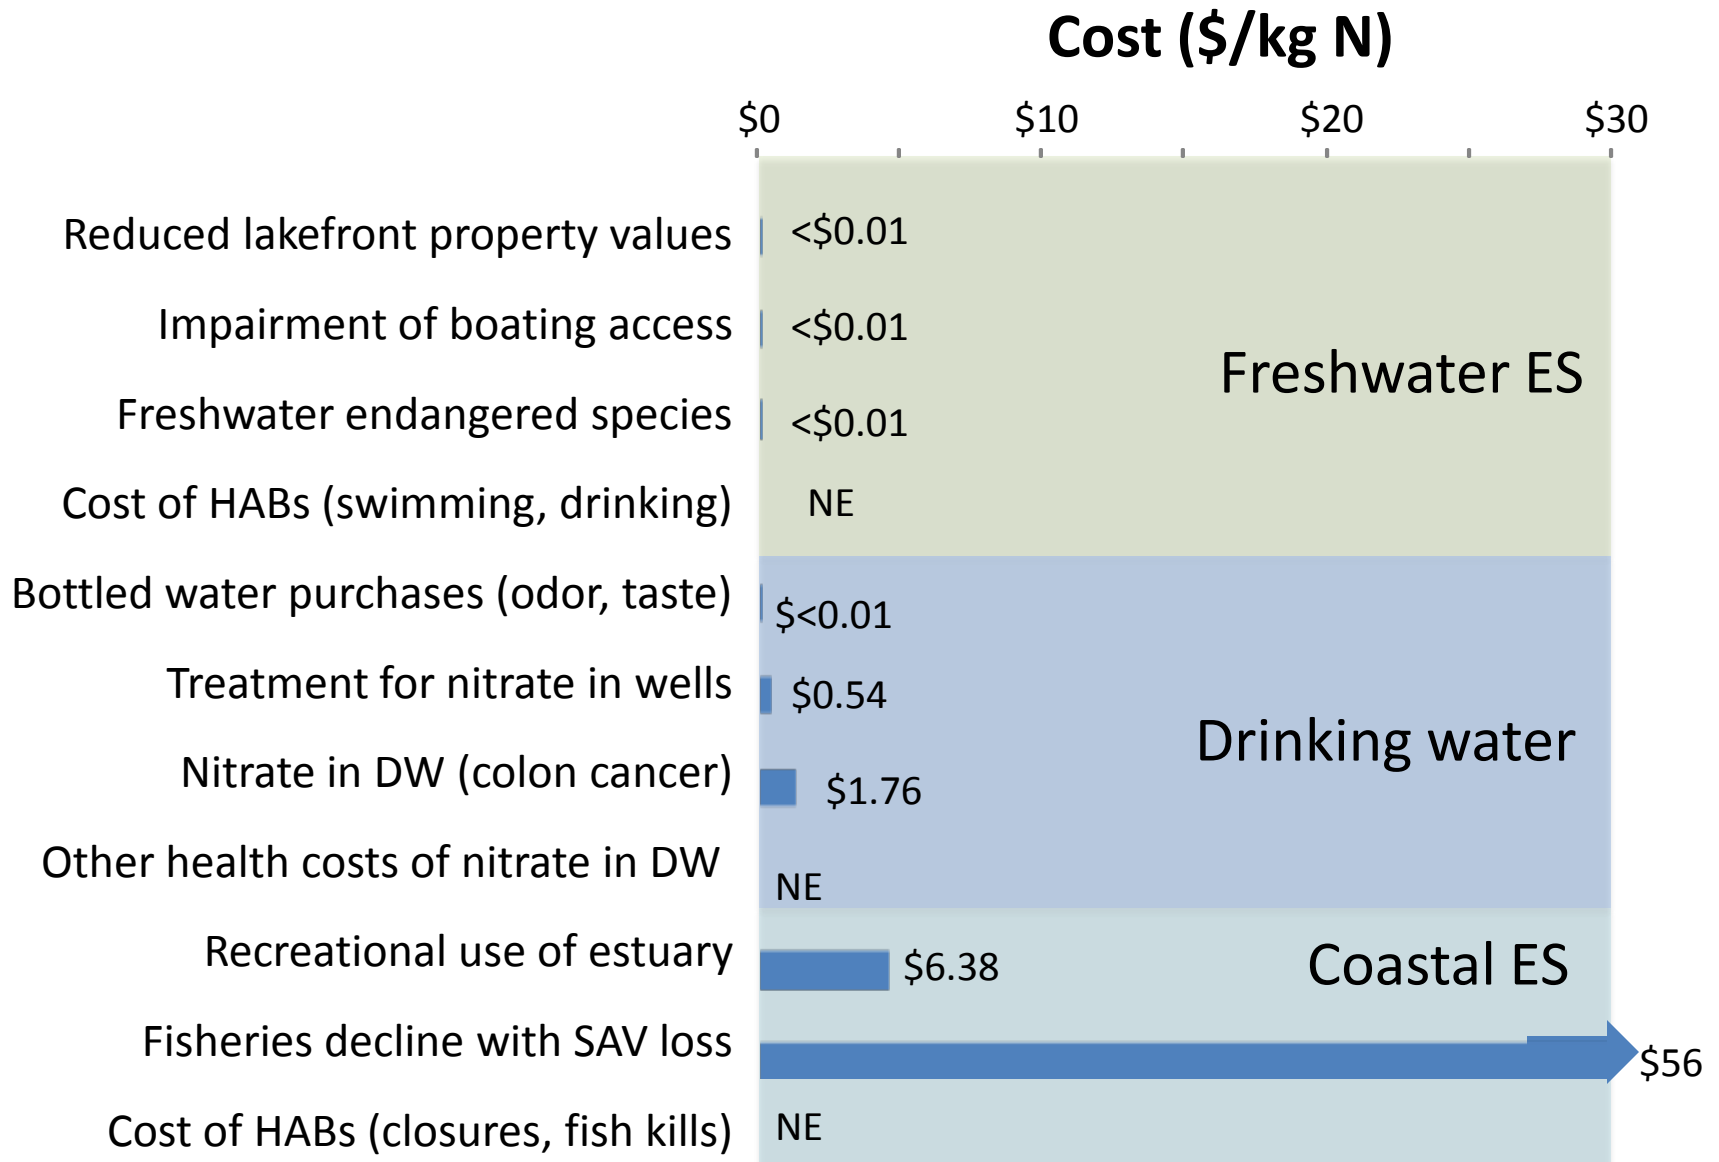 Cost ($/kg N)
$0 $10 $20 $30
Reduced lakefront property values <$0.01
Impairment of boating access <$0.01
Freshwater ES
Freshwater endangered species <$0.01
Cost of HABs (swimming, drinking) NE
Bottled water purchases (odor, taste) $<0.01
Treatment for nitrate in wells $0.54
Drinking water
Nitrate in DW (colon cancer) $1.76
Other health costs of nitrate in DW NE
Recreational use of estuary $6.38 Coastal ES
Fisheries decline with SAV loss $56
Cost of HABs (closures, fish kills) NE